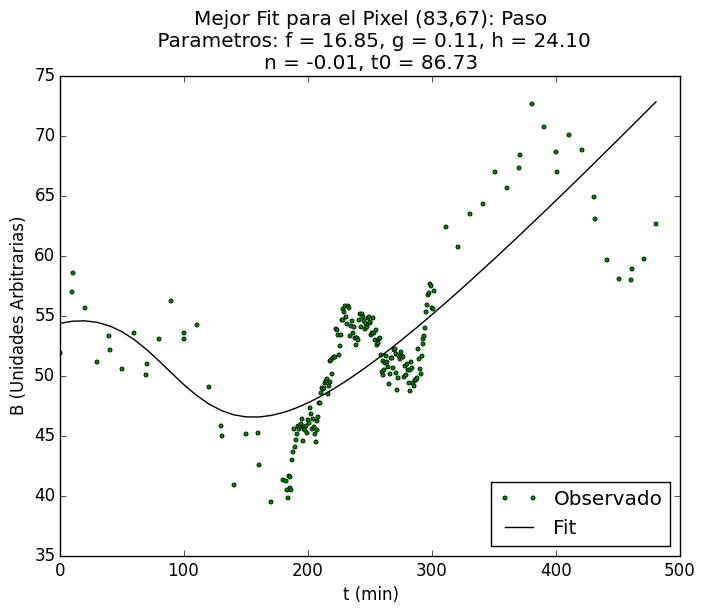 Mejor Fit para el Pixel (83,67): Paso
Parametros: f = 16.85, g = 0.11, h = 24.10
n = -0.01, t0 = 86.73
75
70
65
60
55
50
45
40
35
B (Unidades Arbitrarias)
Observado
Fit
0
100
200
300
400
500
t (min)